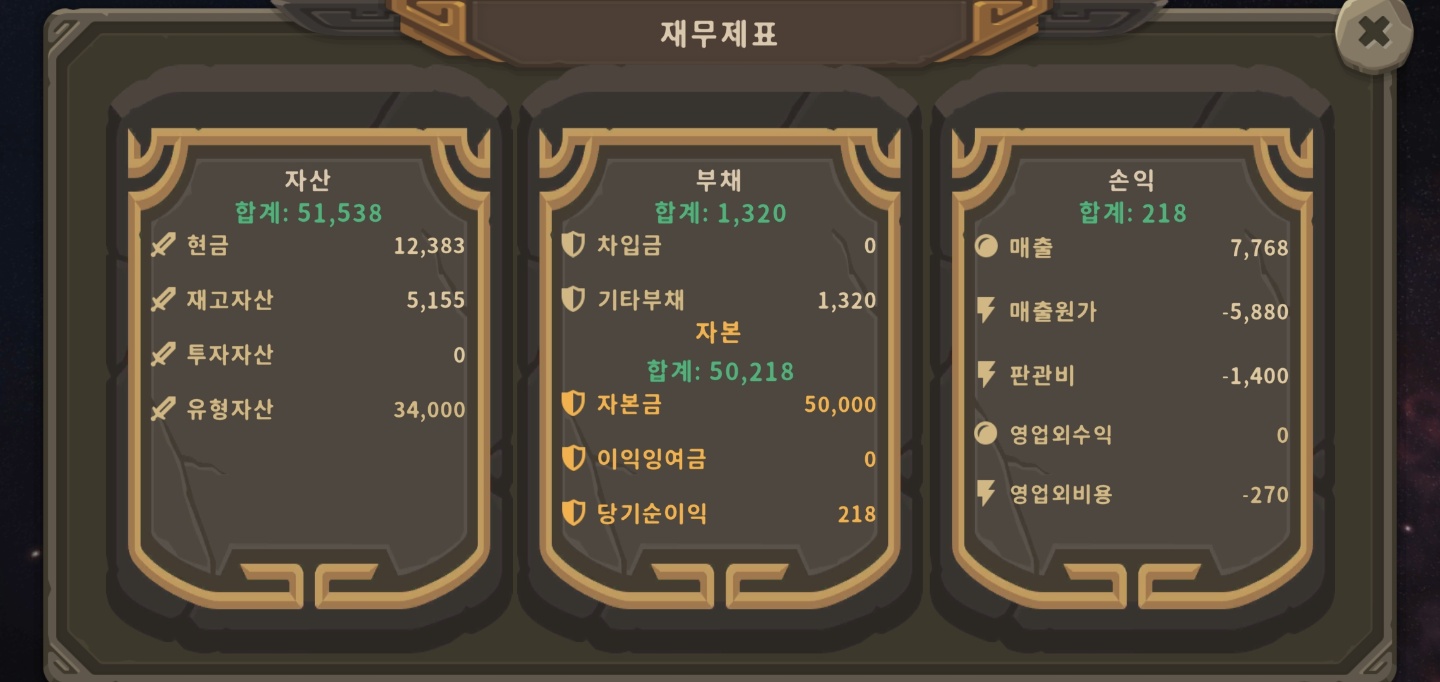 재무제표
자산
합계: 51,538
현금 12,383
재고자산 5,155
투자자산 0
유형자산 34,000
부채
합계: 1,320
차입금 0
기타부채 1,320
자본
합계: 50,218
자본금 50,000
이익잉여금 0
당기순이익 218
손익
합계: 218
매출 7,768
매출원가 -5,880
판관비 -1,400
영업외수익 0
영업외비용 -270